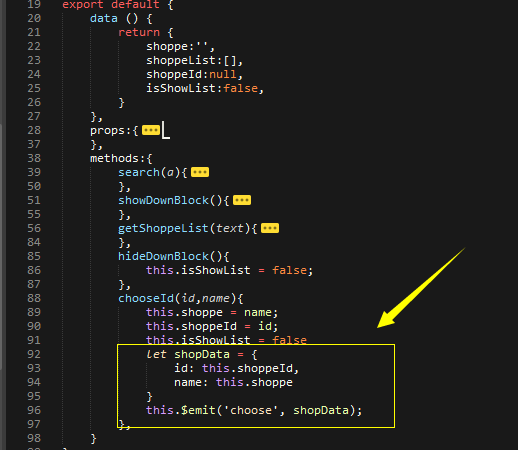 19 export default {
20 data () {
21 return {
22 shoppe:'',
23 shoppeList:[],
24 shoppeId:null,
25 isShowList:false,
26 }
27 },
28 props:{
37 },
38 methods:{
39 search(a){
50 },
51 showDownBlock(){
55 },
56 getShoppeList(text){
84 },
85 hideDownBlock(){
86 this.isShowList = false;
87 },
88 chooseId(id,name){
89 this.shoppe = name;
90 this.shoppeId = id;
91 this.isShowList = false
92 let shopData = {
93 id: this.shoppeId,
94 name: this.shoppe
95 }
96 this.$emit('choose', shopData);
97 },
98 }